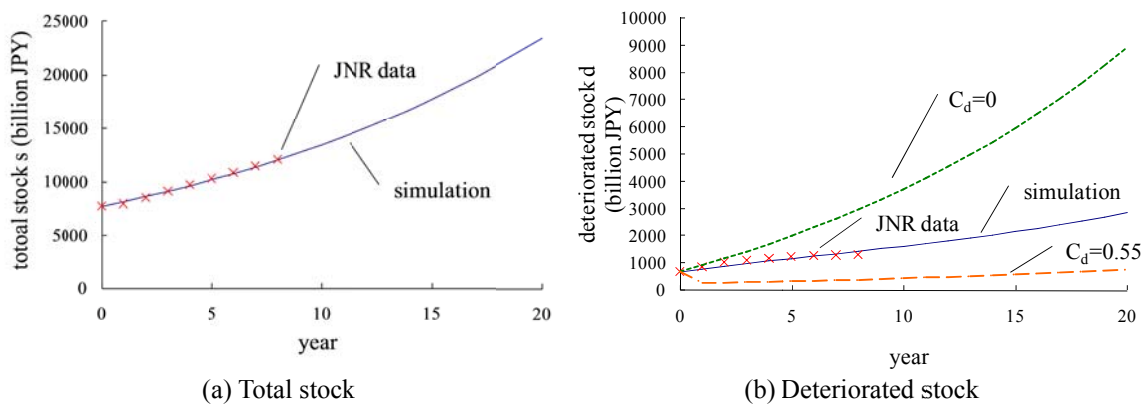 25000
20000
15000
10000
5000
0
0
5
10
15
20
totoal stock s (billion JPY)
year
JNR data
simulation
(a) Total stock
10000
9000
8000
7000
6000
5000
4000
3000
2000
1000
0
0
5
10
15
20
deteriorated stock d
(billion JPY)
year
C_d=0
simulation
JNR data
C_d=0.55
(b) Deteriorated stock